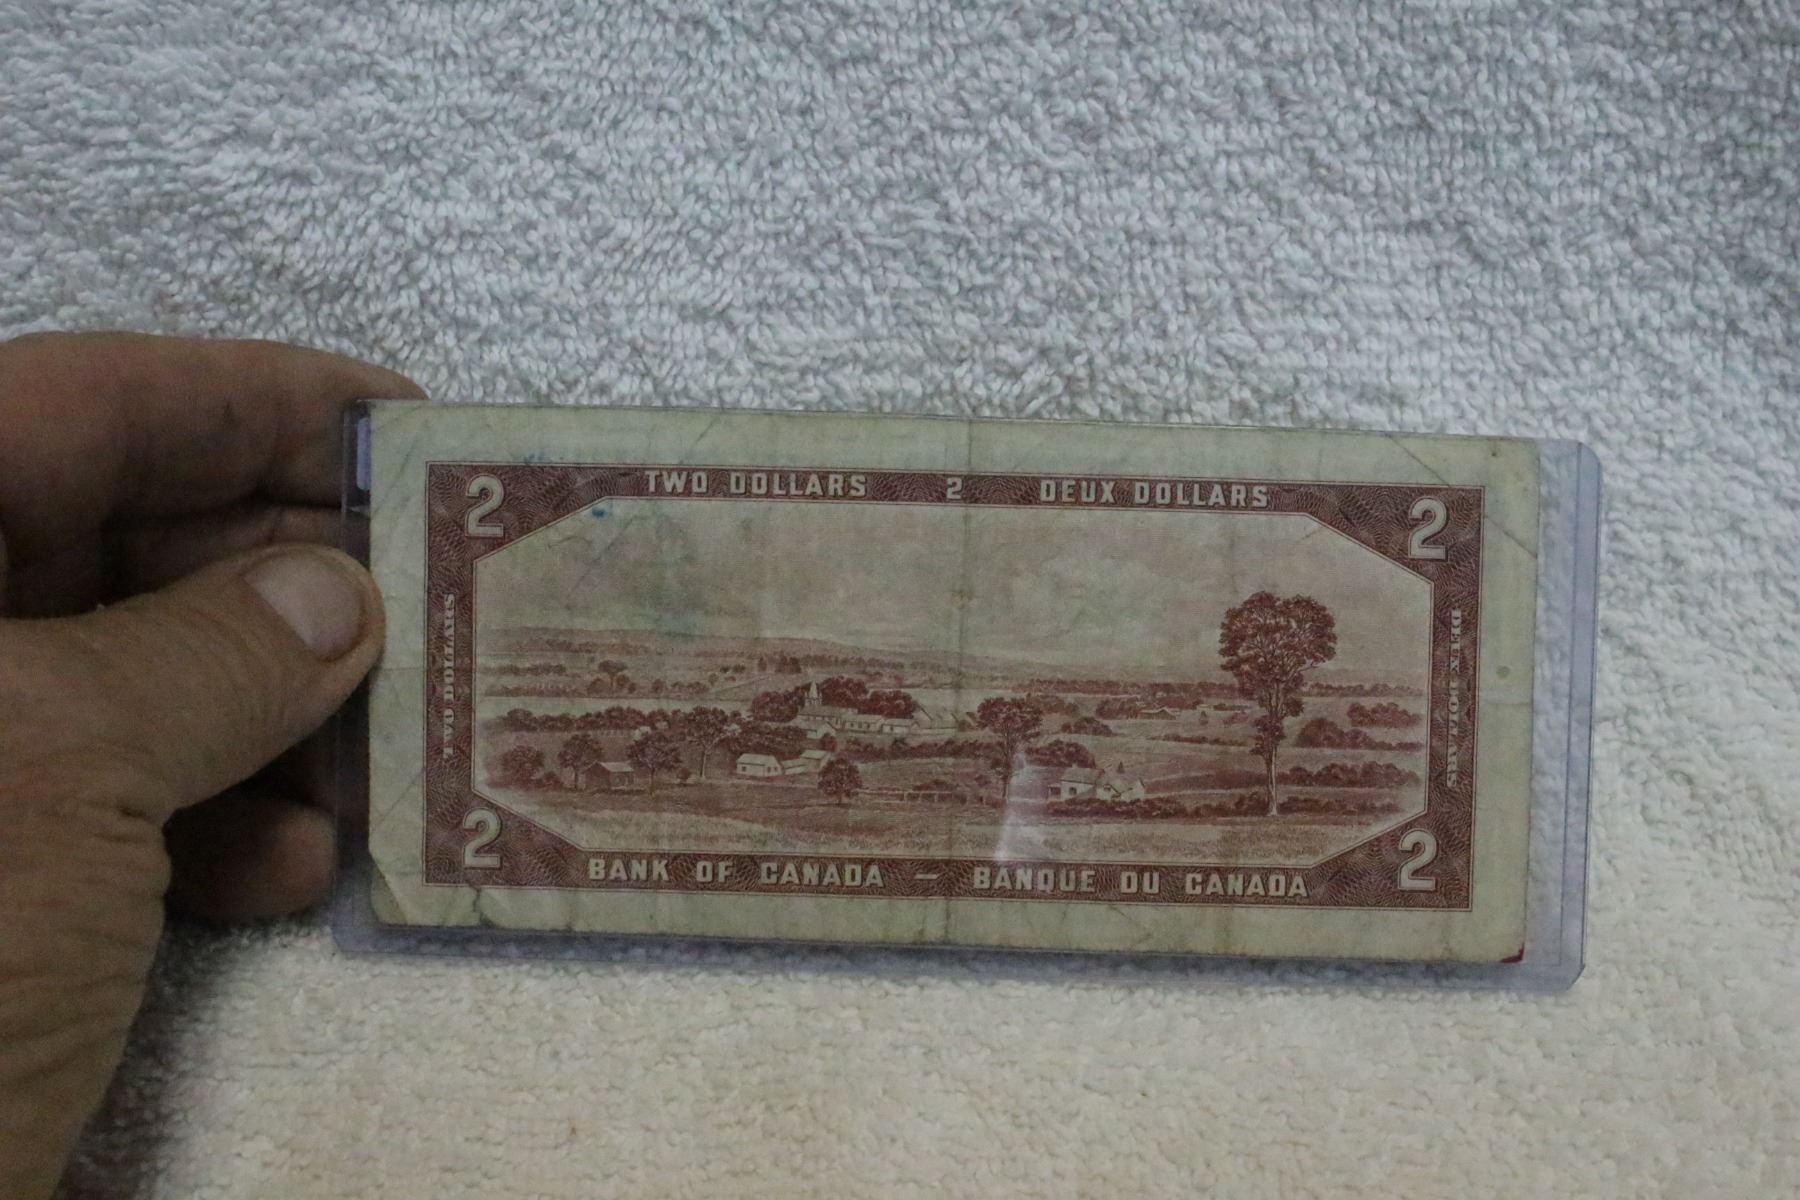 2 TWO DOLLARS 2 DEUX DOLLARS 2
TWO DOLLARS
DEUX DOLLARS
2 BANK OF CANADA — BANQUE DU CANADA 2